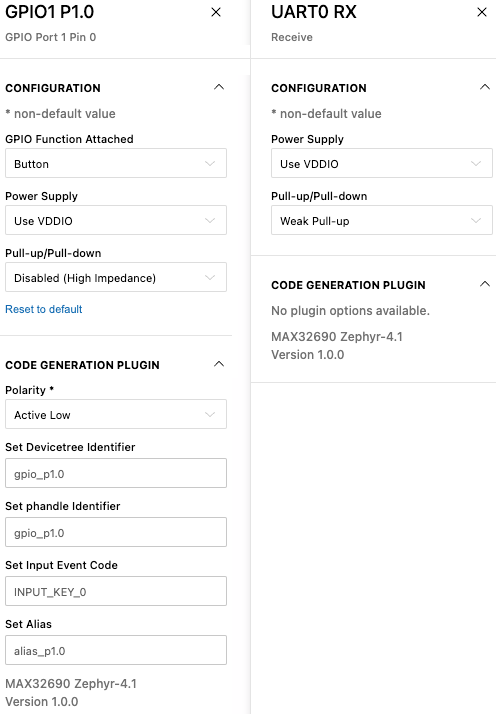 GPIO1 P1.0
GPIO Port 1 Pin 0
CONFIGURATION
* non-default value
GPIO Function Attached
Button
Power Supply
Use VDDIO
Pull-up/Pull-down
Disabled (High Impedance)
Reset to default
CODE GENERATION PLUGIN
Polarity *
Active Low
Set Devicetree Identifier
gpio_p1.0
Set phandle Identifier
gpio_p1.0
Set Input Event Code
INPUT_KEY_0
Set Alias
alias_p1.0
MAX32690 Zephyr-4.1
Version 1.0.0
UART0 RX
Receive
CONFIGURATION
* non-default value
Power Supply
Use VDDIO
Pull-up/Pull-down
Weak Pull-up
CODE GENERATION PLUGIN
No plugin options available.
MAX32690 Zephyr-4.1
Version 1.0.0